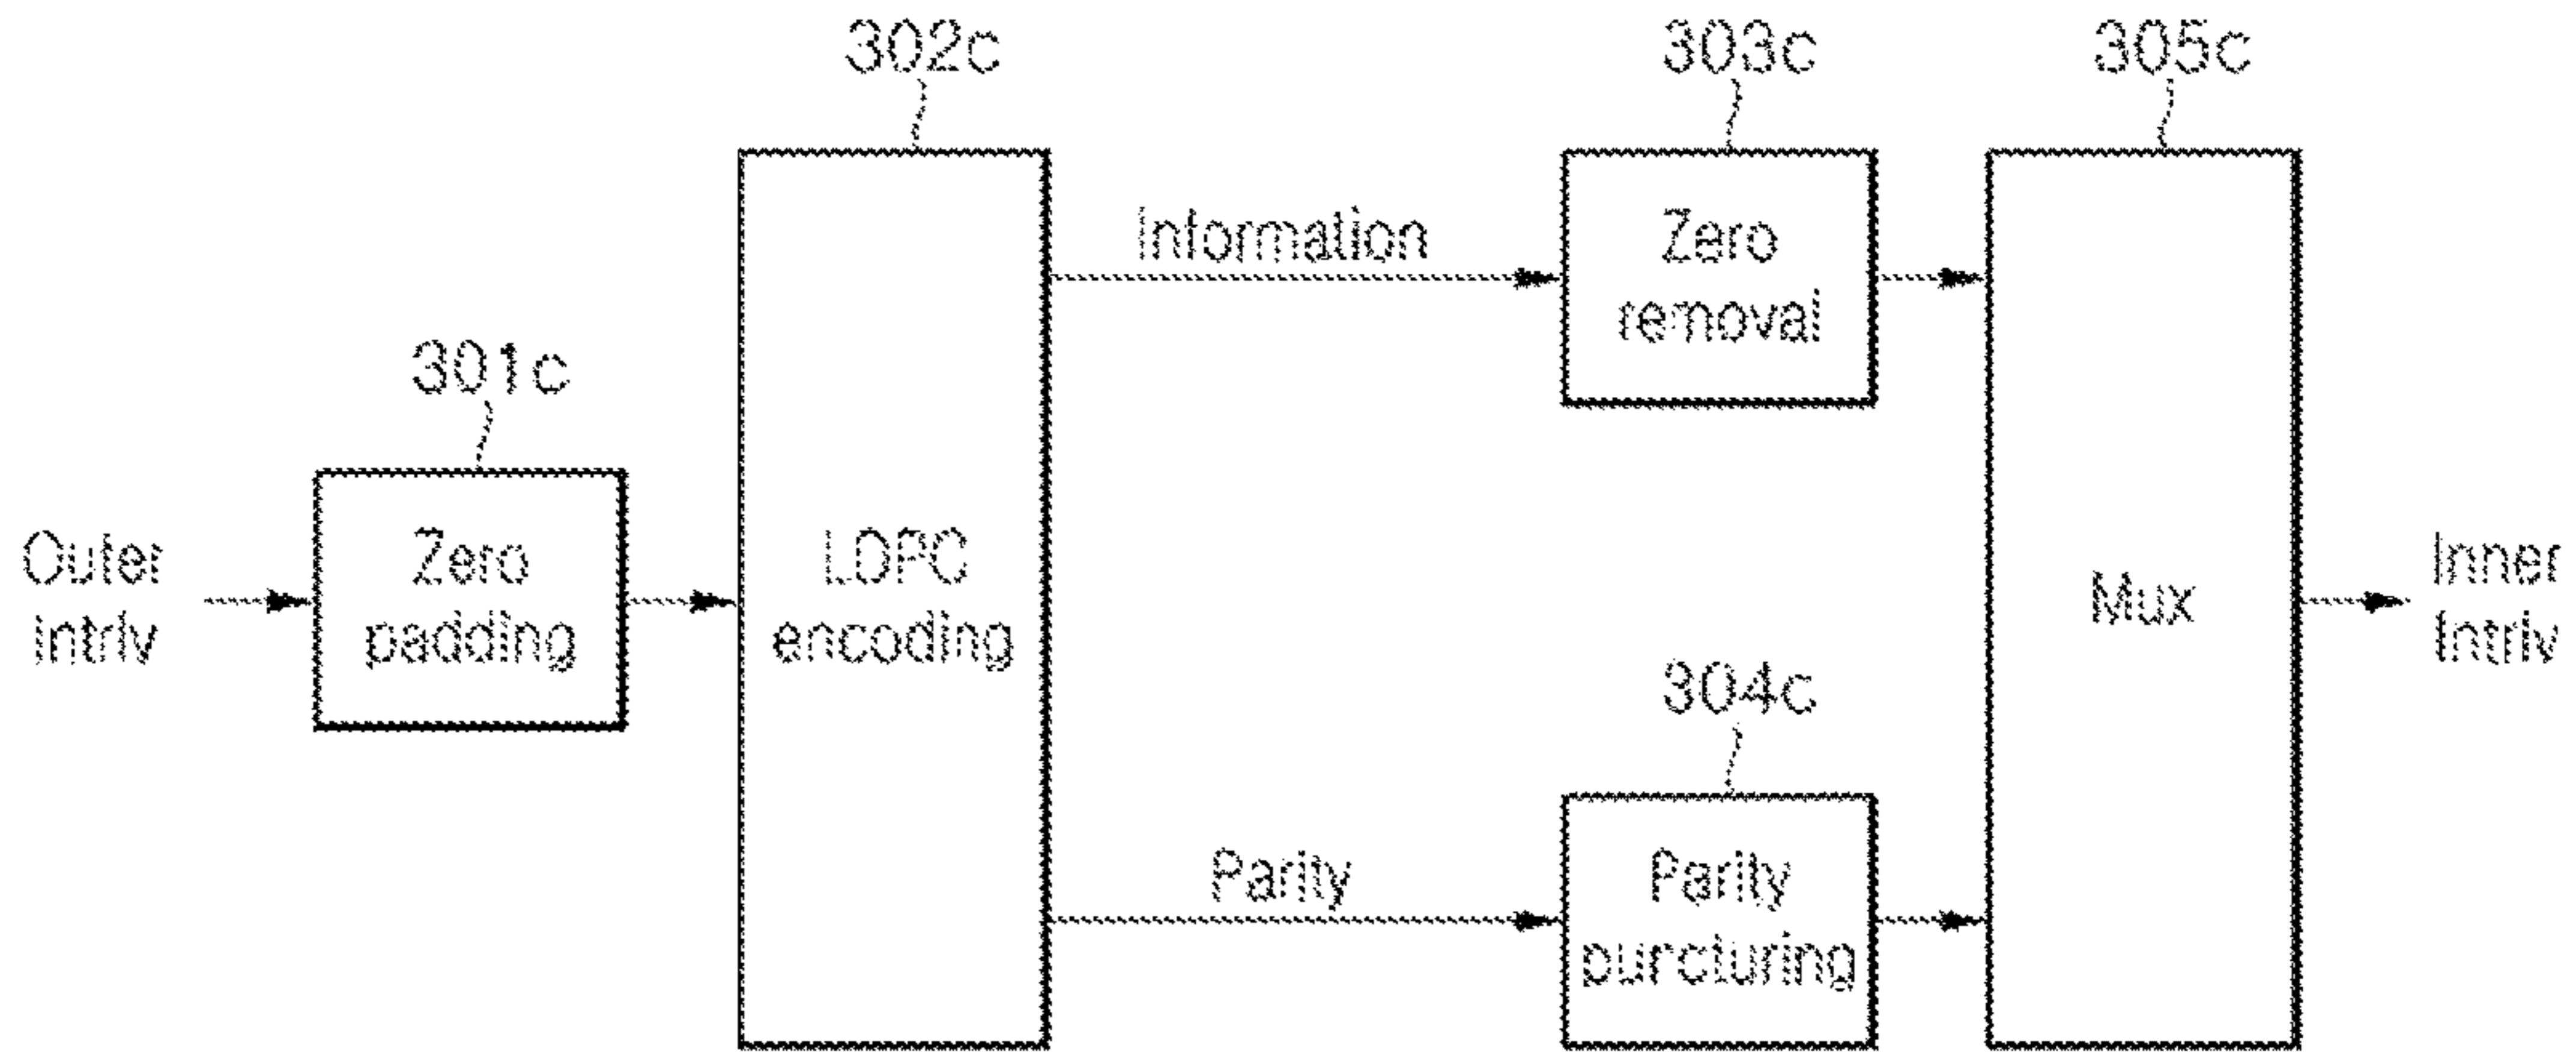 302c
303c
305c
Information
Zero
removal
301c
Outer
intrlv
Zero
padding
LDPC
encoding
Mux
Inner
Intrlv
304c
Parity
Parity
purcturing